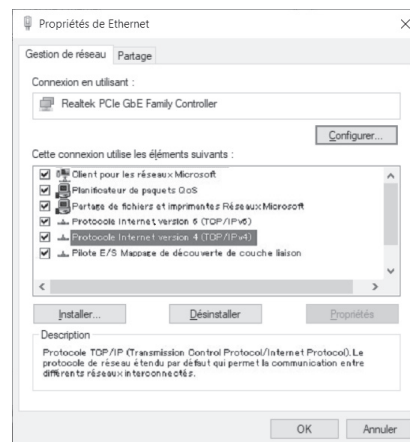 Propriétés de Ethernet
Gestion de réseau Partage
Connexion en utilisant :
Realtek PCIe GbE Family Controller
Configurer...
Cette connexion utilise les éléments suivants :
Client pour les réseaux Microsoft
Planificateur de paquets QoS
Partage de fichiers et imprimantes Réseaux Microsoft
Protocole Internet version 6 (TCP/IPv6)
Protocole Internet version 4 (TCP/IPv4)
Pilote E/S Mappage de découverte de couche liaison
Installer... Désinstaller Propriétés
Description
Protocole TCP/IP (Transmission Control Protocol/Internet Protocol). Le
protocole de réseau étendu par défaut qui permet la communication entre
différents réseaux interconnectés.
OK Annuler